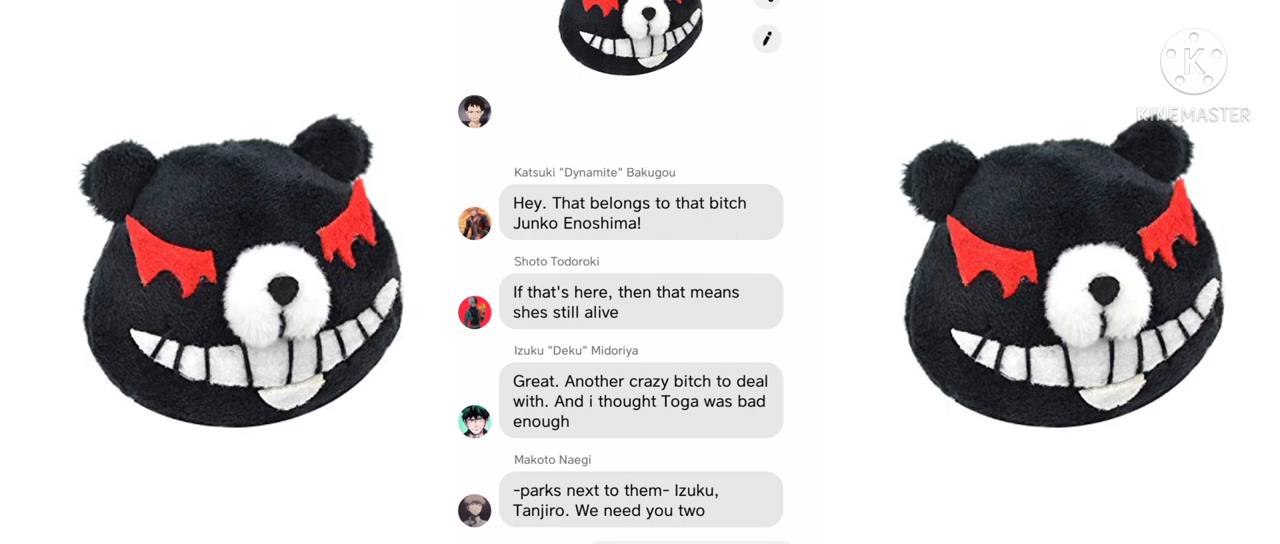 K
KINEMASTER
Katsuki "Dynamite" Bakugou
Hey. That belongs to that bitch
Junko Enoshima!
Shoto Todoroki
If that's here, then that means
shes still alive
Izuku "Deku" Midoriya
Great. Another crazy bitch to deal
with. And i thought Toga was bad
enough
Makoto Naegi
-parks next to them- Izuku,
Tanjiro. We need you two